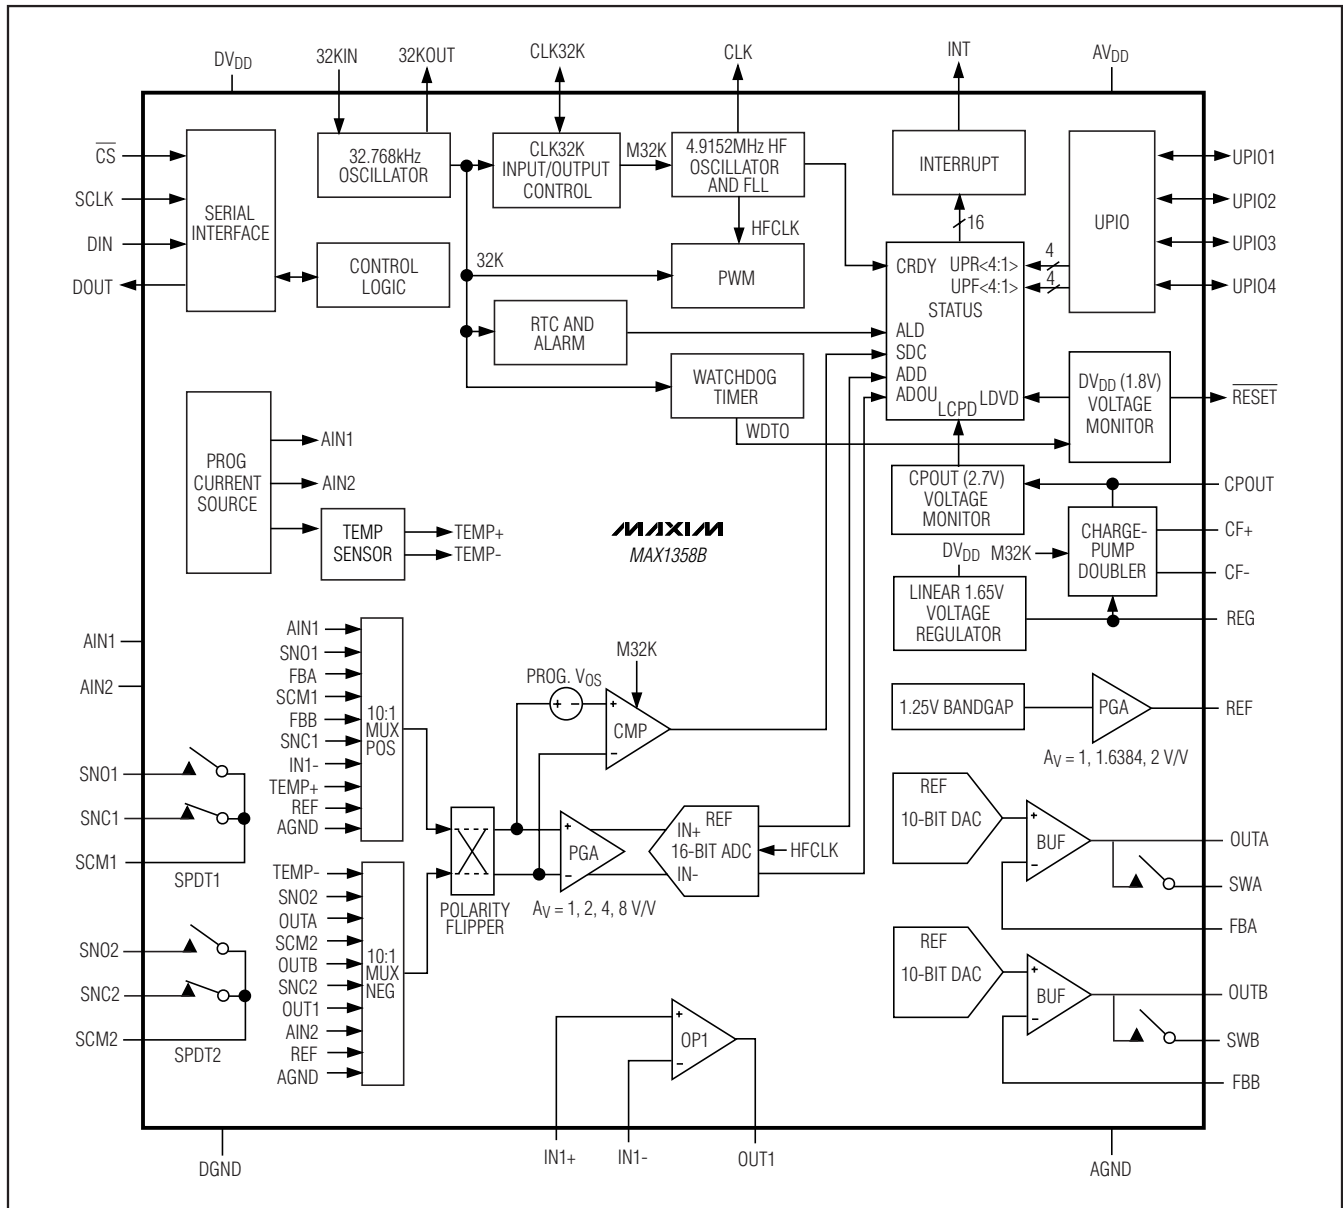 DVDD
32KIN
32KOUT
CLK32K
CLK
INT
AVDD
CS
SCLK
DIN
DOUT
SERIAL
INTERFACE
32.768kHz
OSCILLATOR
CLK32K
INPUT/OUTPUT
CONTROL
M32K
4.9152MHz HF
OSCILLATOR
AND FLL
HFCLK
INTERRUPT
16
UPIO
UPIO1
UPIO2
UPIO3
UPIO4
CONTROL
LOGIC
32K
PWM
CRDY
UPR<4:1>
4
UPF<4:1>
4
STATUS
ALD
SDC
ADD
ADOU
LDVD
LCPD
RTC AND
ALARM
WATCHDOG
TIMER
WDTO
DVDD (1.8V)
VOLTAGE
MONITOR
RESET
PROG
CURRENT
SOURCE
AIN1
AIN2
TEMP
SENSOR
TEMP+
TEMP-
MAXIM
MAX1358B
CPOUT (2.7V)
VOLTAGE
MONITOR
CPOUT
DVDD
M32K
CHARGE-
PUMP
DOUBLER
CF+
CF-
LINEAR 1.65V
VOLTAGE
REGULATOR
REG
AIN1
AIN2
AIN1
SNO1
FBA
SCM1
FBB
SNC1
IN1-
TEMP+
REF
AGND
10:1
MUX
POS
M32K
PROG. VOS
+ -
+
CMP
-
1.25V BANDGAP
PGA
REF
AV = 1, 1.6384, 2 V/V
SNO1
SNC1
SCM1
SPDT1
POLARITY
FLIPPER
+
PGA
-
AV = 1, 2, 4, 8 V/V
REF
IN+
16-BIT ADC
IN-
HFCLK
REF
10-BIT DAC
+
BUF
-
OUTA
SWA
FBA
TEMP-
SNO2
OUTA
SCM2
OUTB
SNC2
OUT1
AIN2
REF
AGND
10:1
MUX
NEG
SNO2
SNC2
SCM2
SPDT2
REF
10-BIT DAC
+
BUF
-
OUTB
SWB
FBB
+
OP1
-
DGND
IN1+
IN1-
OUT1
AGND